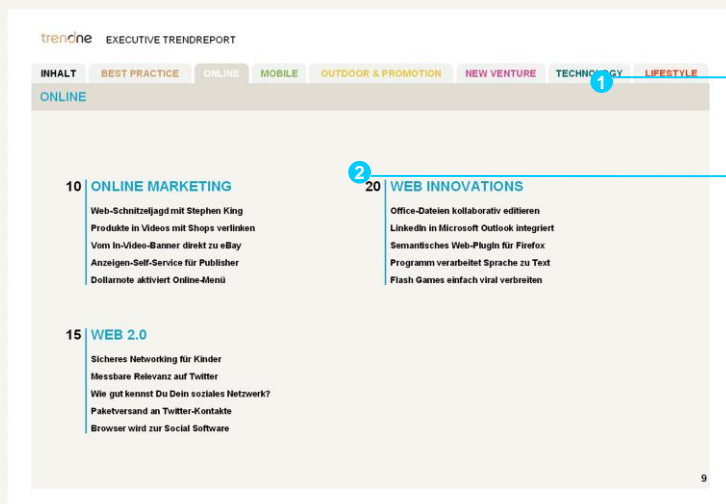 trendne EXECUTIVE TRENDREPORT
INHALT BEST PRACTICE ONLINE MOBILE OUTDOOR & PROMOTION NEW VENTURE TECHNOLOGY LIFESTYLE
1
ONLINE
2
10 ONLINE MARKETING
Web-Schnitzeljagd mit Stephen King
Produkte in Videos mit Shops verlinken
Vom In-Video-Banner direkt zu eBay
Anzeigen-Self-Service für Publisher
Dollarnote aktiviert Online-Menü
20 WEB INNOVATIONS
Office-Dateien kollaborativ editieren
LinkedIn in Microsoft Outlook integriert
Semantisches Web-PlugIn für Firefox
Programm verarbeitet Sprache zu Text
Flash Games einfach viral verbreiten
15 WEB 2.0
Sicheres Networking für Kinder
Messbare Relevanz auf Twitter
Wie gut kennst Du Dein soziales Netzwerk?
Paketversand an Twitter-Kontakte
Browser wird zur Social Software
9